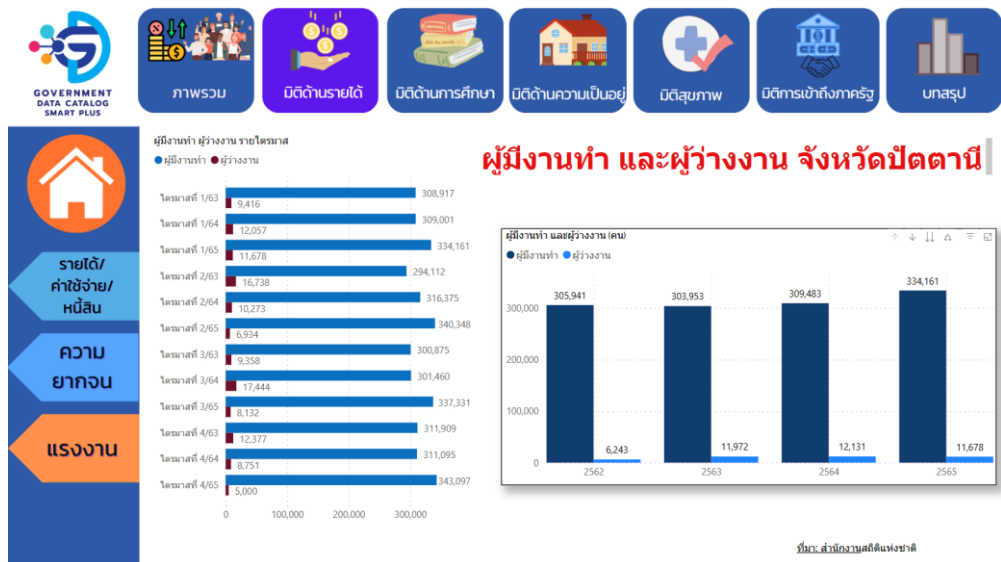 GOVERNMENT
DATA CATALOG
SMART PLUS
ภาพรวม
มิติด้านรายได้
มิติด้านการศึกษา
มิติด้านความเป็นอยู่
มิติสุขภาพ
มิติการเข้าถึงภาครัฐ
บทสรุป
รายได้/
ค่าใช้จ่าย/
หนี้สิน
ความ
ยากจน
แรงงาน
ผู้มีงานทำ ผู้ว่างงาน รายไตรมาส
ผู้มีงานทำ ผู้ว่างงาน
ไตรมาสที่ 1/63 308,917
9,416
ไตรมาสที่ 1/64 309,001
12,057
ไตรมาสที่ 1/65 334,161
11,678
ไตรมาสที่ 2/63 294,112
16,738
ไตรมาสที่ 2/64 316,375
10,273
ไตรมาสที่ 2/65 340,348
6,934
ไตรมาสที่ 3/63 300,875
9,358
ไตรมาสที่ 3/64 301,460
17,444
ไตรมาสที่ 3/65 337,331
8,132
ไตรมาสที่ 4/63 311,909
12,377
ไตรมาสที่ 4/64 311,095
8,751
ไตรมาสที่ 4/65 343,097
5,000
0 100,000 200,000 300,000
ผู้มีงานทำ และผู้ว่างงาน จังหวัดปัตตานี
ผู้มีงานทำ และผู้ว่างงาน (คน)
ผู้มีงานทำ ผู้ว่างงาน
305,941 303,953 309,483 334,161
300,000
200,000
100,000
6,243 11,972 12,131 11,678
0
2562 2563 2564 2565
ที่มา: สำนักงานสถิติแห่งชาติ